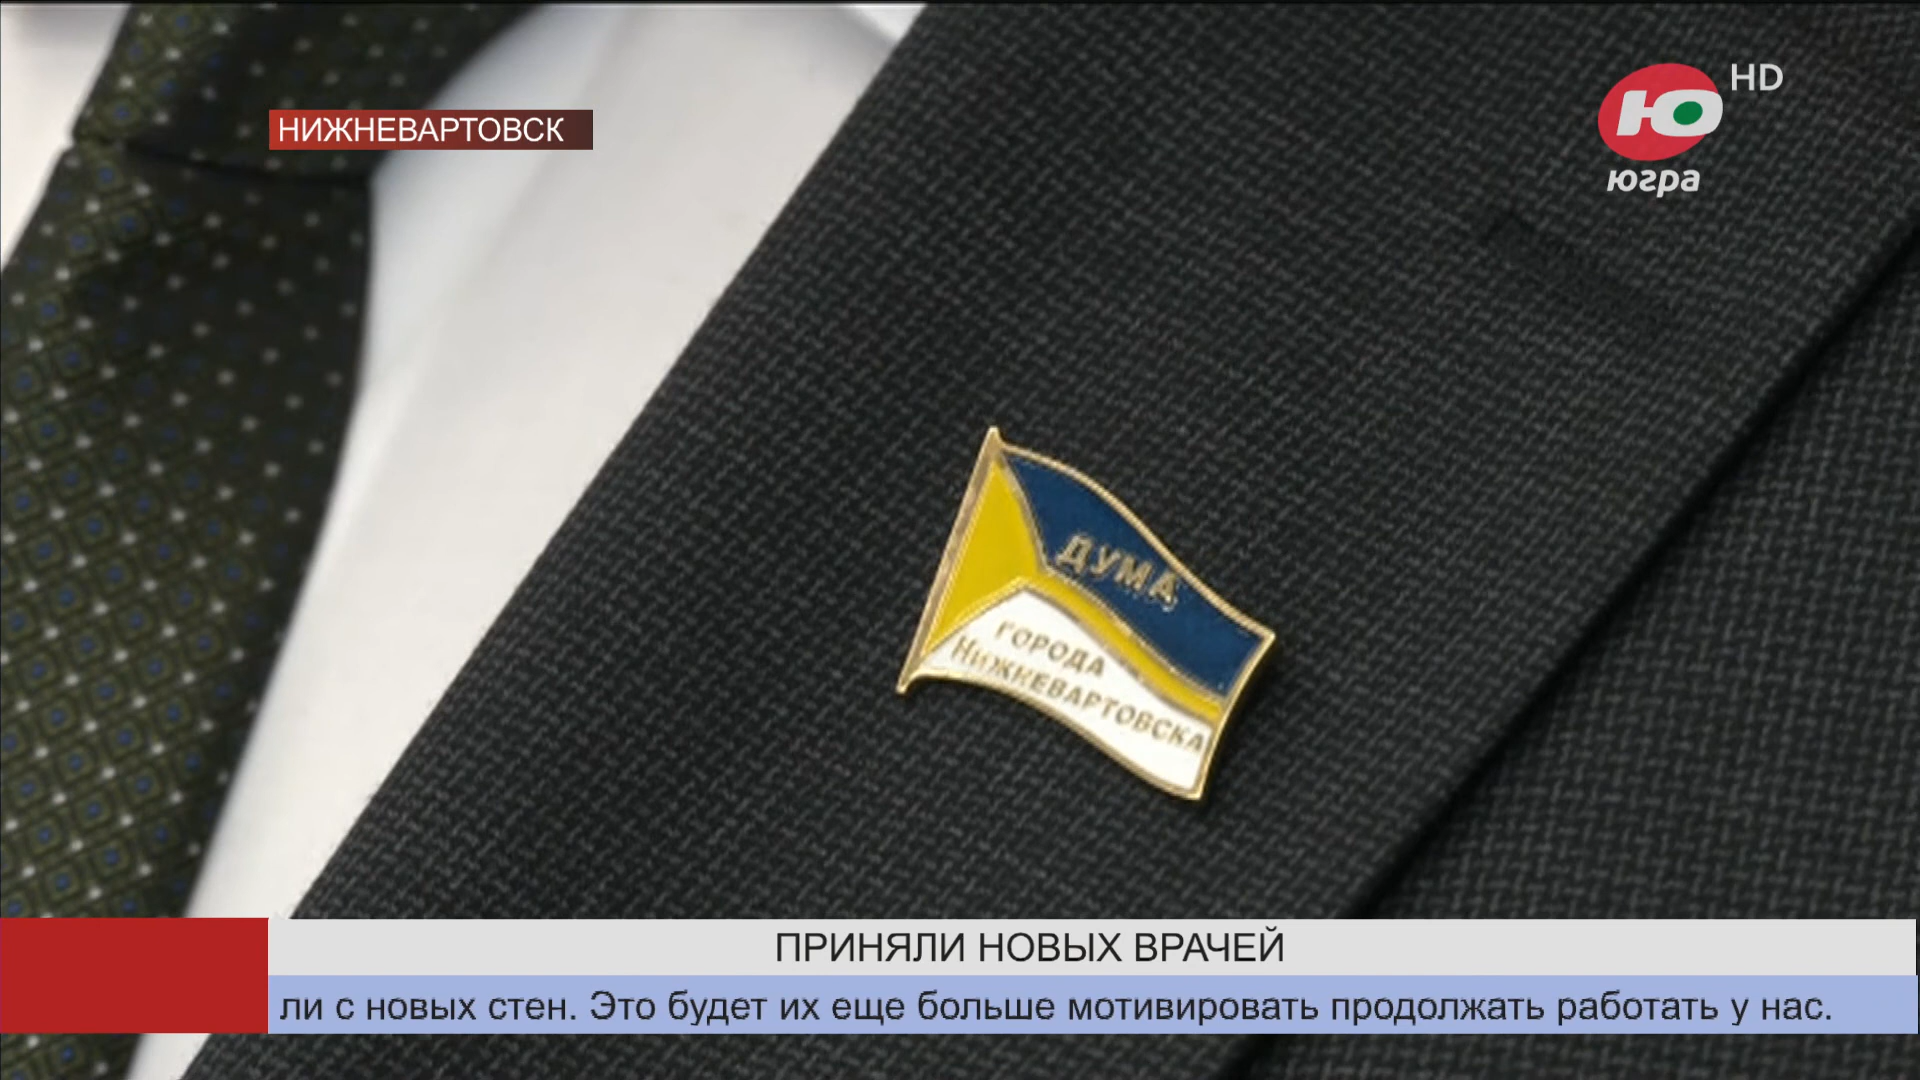 НИЖНЕВАРТОВСК
HD
Ю
югра
ДУМА
ГОРОДА
НИЖНЕВАРТОВСКА
ПРИНЯЛИ НОВЫХ ВРАЧЕЙ
ли с новых стен. Это будет их еще больше мотивировать продолжать работать у нас.